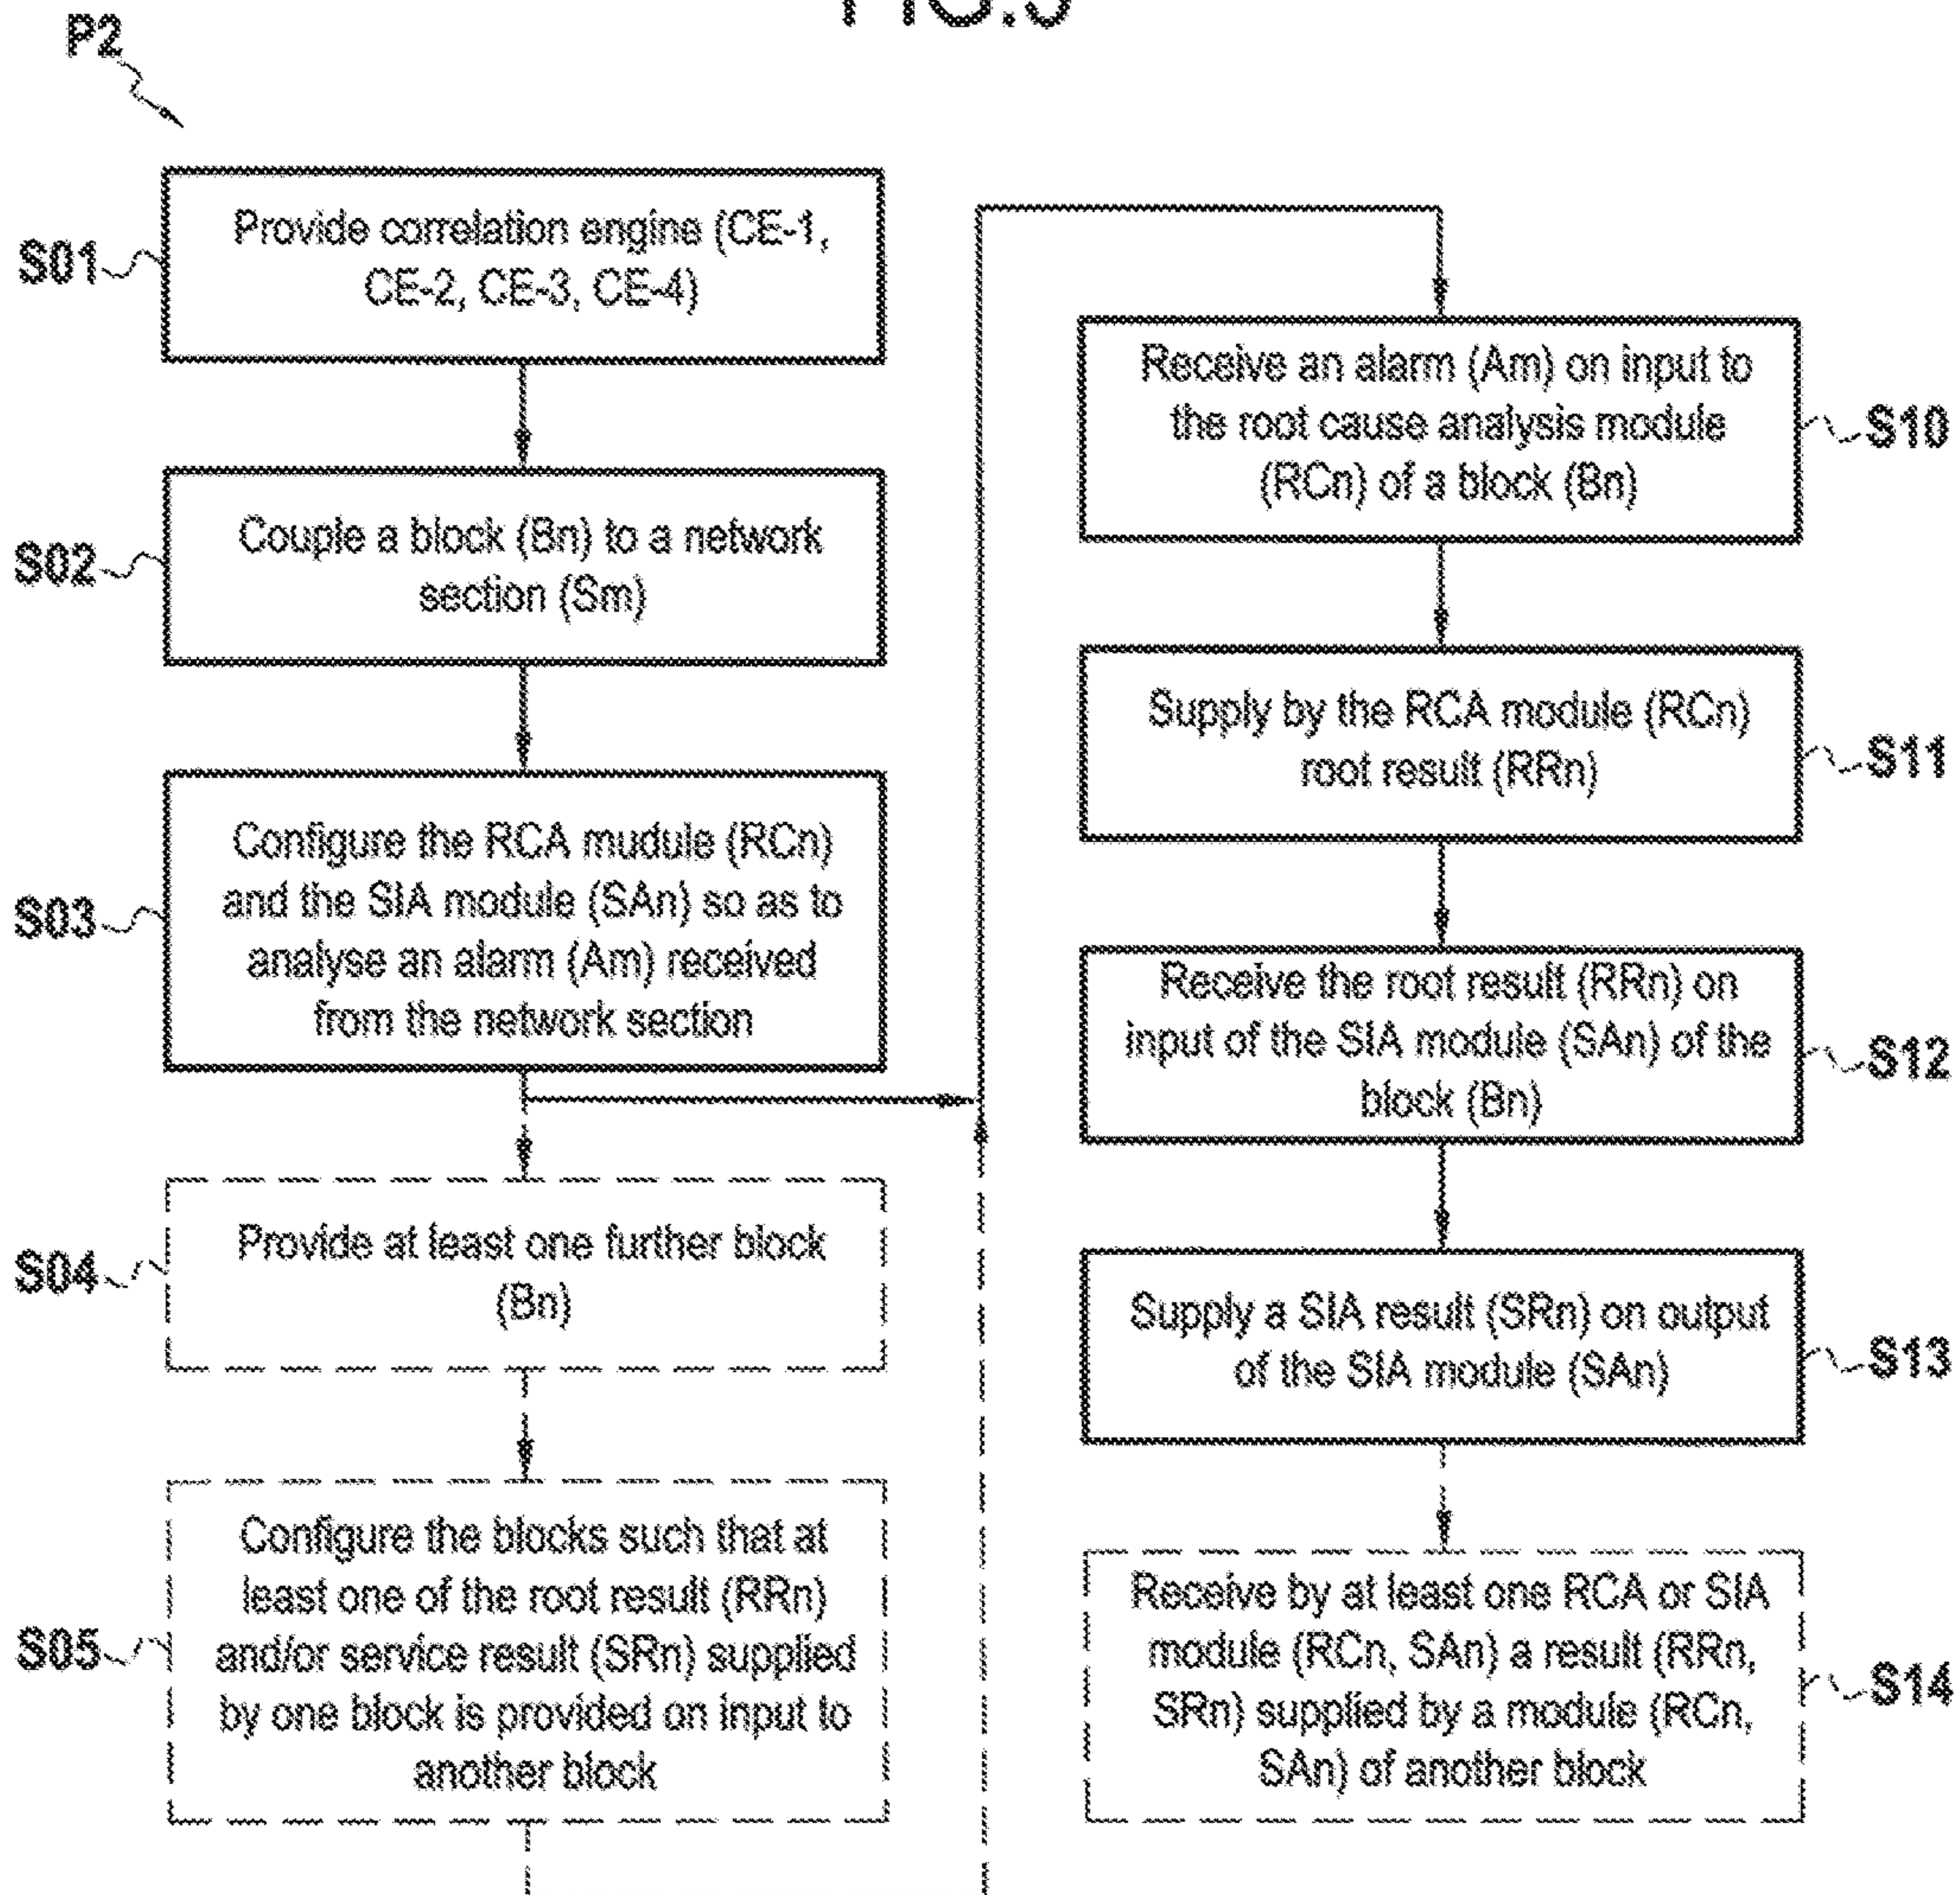 P2
S01
Provide correlation engine (CE-1,
CE-2, CE-3, CE-4)
S02
Couple a block (Bn) to a network
section (Sm)
S03
Configure the RCA mudule (RCn)
and the SIA module (SAn) so as to
analyse an alarm (Am) received
from the network section
S04
Provide at least one further block
(Bn)
S05
Configure the blocks such that at
least one of the root result (RRn)
and/or service result (SRn) supplied
by one block is provided on input to
another block
Receive an alarm (Am) on input to
the root cause analysis module
(RCn) of a block (Bn)
S10
Supply by the RCA module (RCn)
root result (RRn)
S11
Receive the root result (RRn) on
input of the SIA module (SAn) of the
block (Bn)
S12
Supply a SIA result (SRn) on output
of the SIA module (SAn)
S13
Receive by at least one RCA or SIA
module (RCn, SAn) a result (RRn,
SRn) supplied by a module (RCn,
SAn) of another block
S14